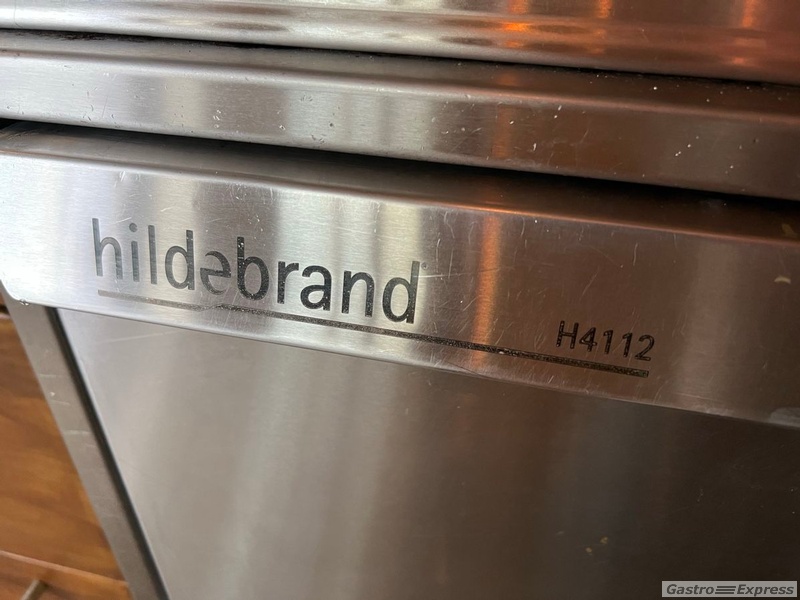 hildebrand
H4112
Gastro Express